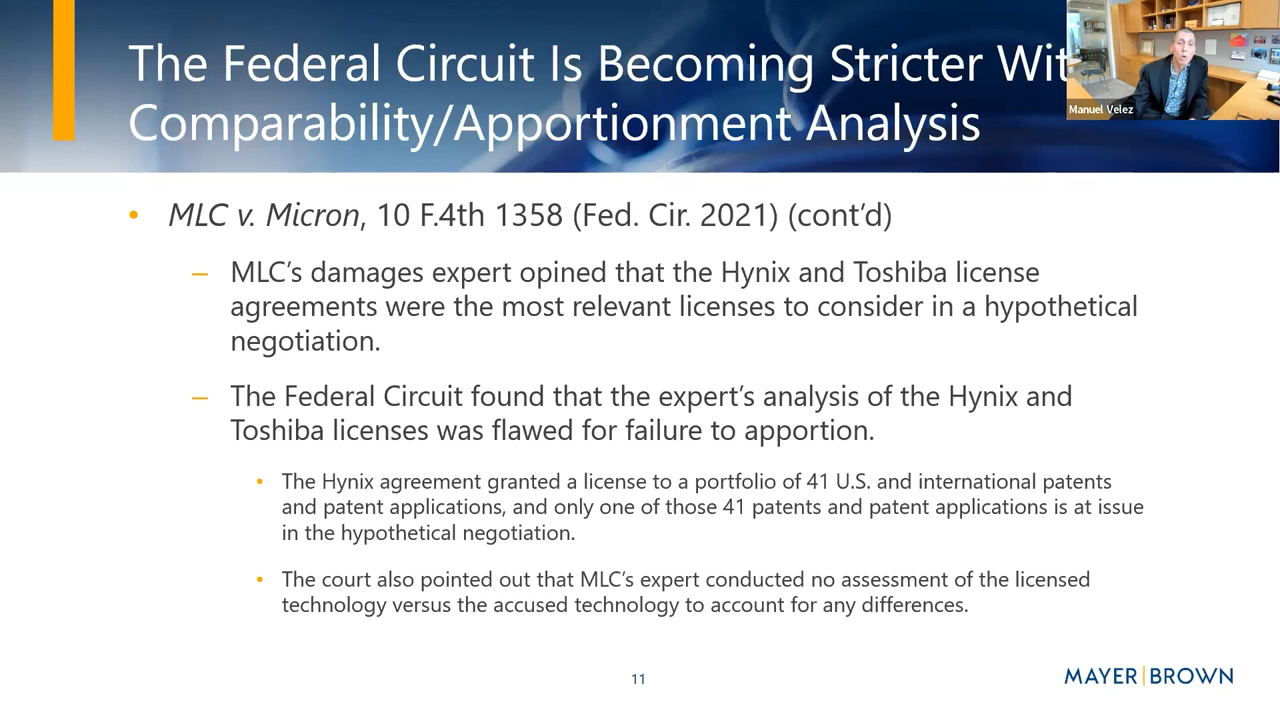 The Federal Circuit Is Becoming Stricter Wit
Comparability/Apportionment Analysis
Manuel Velez
• MLC v. Micron, 10 F.4th 1358 (Fed. Cir. 2021) (cont’d)
– MLC’s damages expert opined that the Hynix and Toshiba license
agreements were the most relevant licenses to consider in a hypothetical
negotiation.
– The Federal Circuit found that the expert’s analysis of the Hynix and
Toshiba licenses was flawed for failure to apportion.
• The Hynix agreement granted a license to a portfolio of 41 U.S. and international patents
and patent applications, and only one of those 41 patents and patent applications is at issue
in the hypothetical negotiation.
• The court also pointed out that MLC’s expert conducted no assessment of the licensed
technology versus the accused technology to account for any differences.
11
MAYER|BROWN